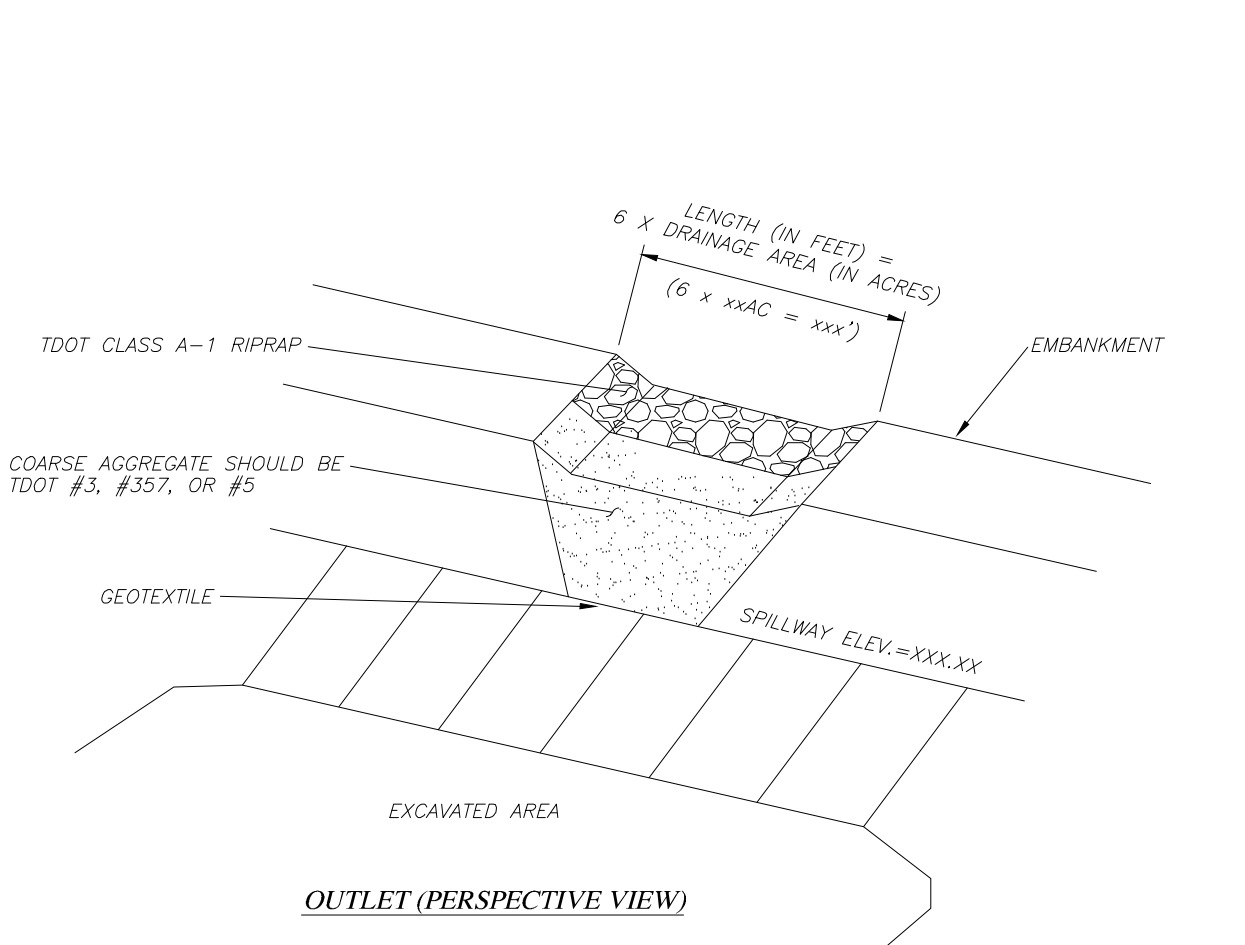 LENGTH (IN FEET) =
6 X DRAINAGE AREA (IN ACRES)
(6 x xxAC = xxx')
TDOT CLASS A-1 RIPRAP
EMBANKMENT
COARSE AGGREGATE SHOULD BE
TDOT #3, #357, OR #5
GEOTEXTILE
SPILLWAY ELEV.=XXX.XX
EXCAVATED AREA
OUTLET (PERSPECTIVE VIEW)